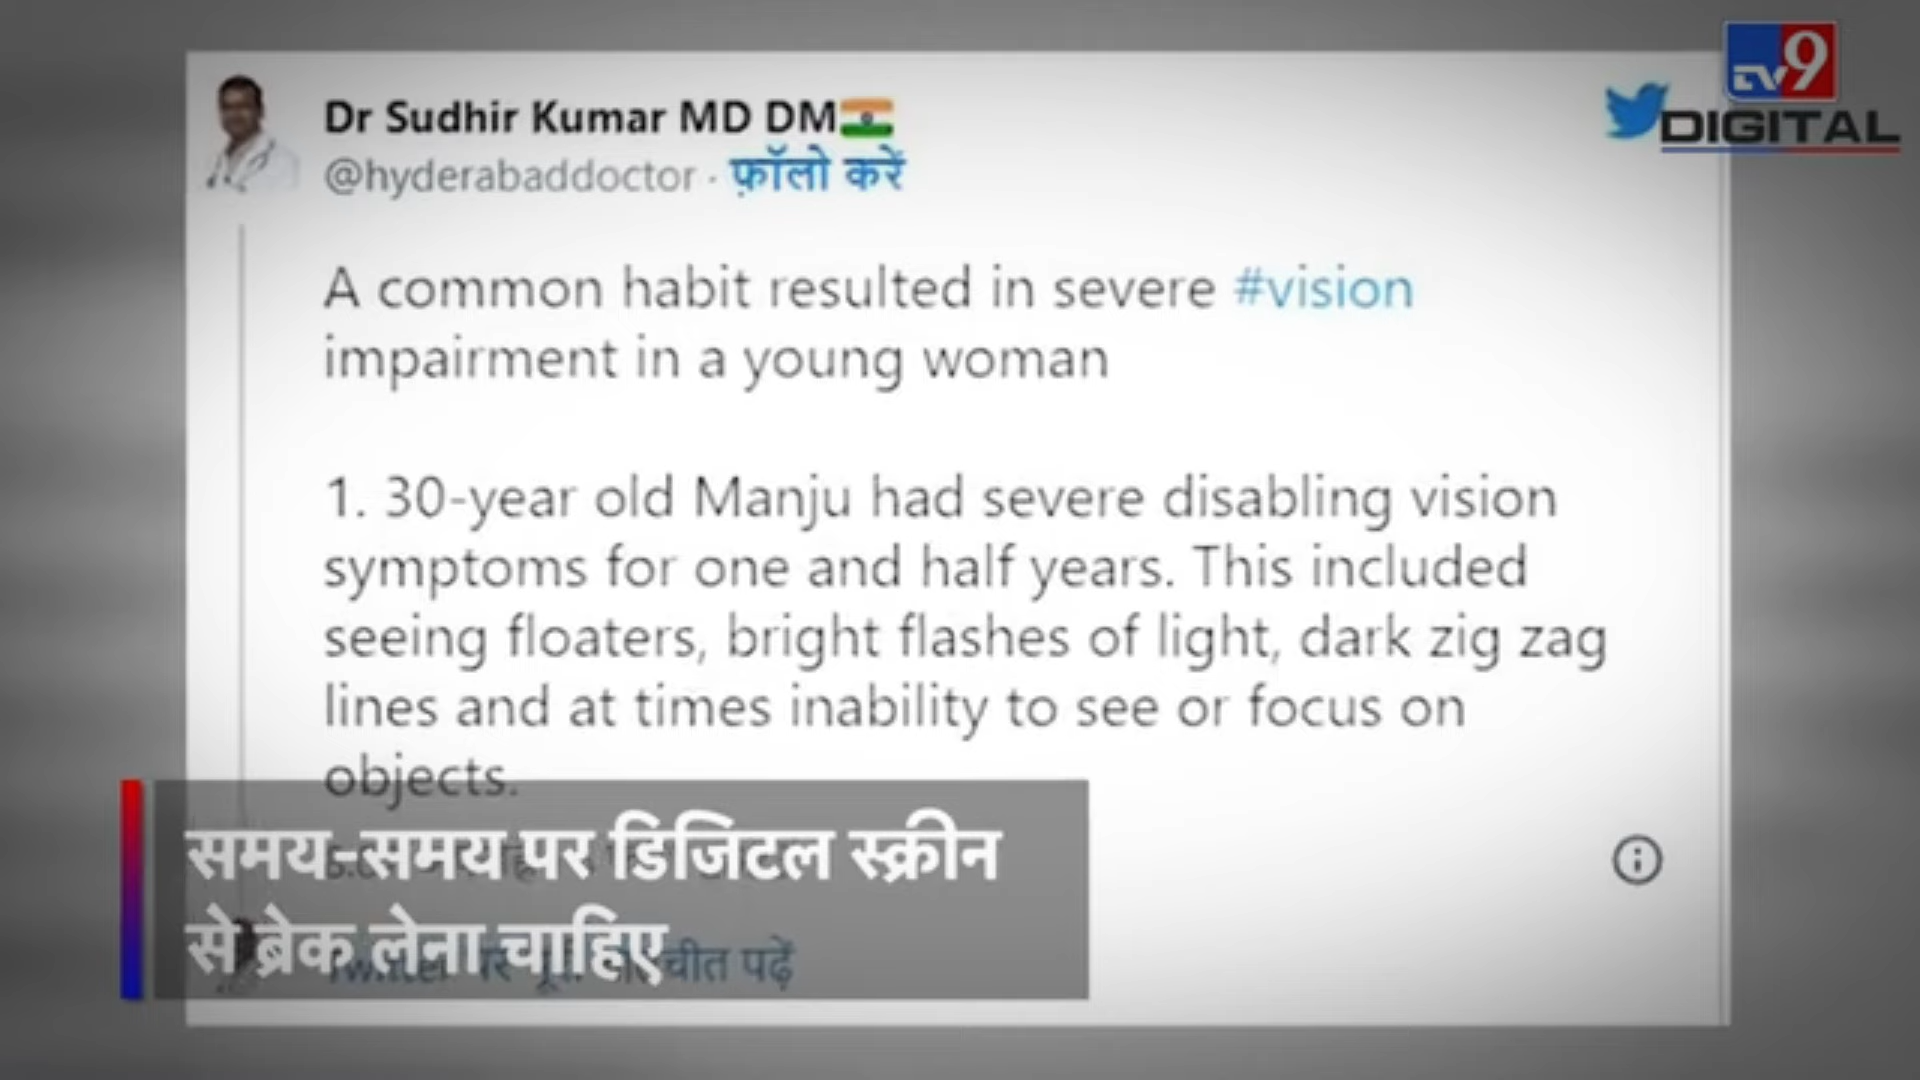 TV9
DIGITAL
Dr Sudhir Kumar MD DM
@hyderabaddoctor · फ़ॉलो करें
A common habit resulted in severe #vision
impairment in a young woman
1. 30-year old Manju had severe disabling vision
symptoms for one and half years. This included
seeing floaters, bright flashes of light, dark zig zag
lines and at times inability to see or focus on
objects.
समय-समय पर डिजिटल स्क्रीन
से ब्रेक लेना चाहिए
Twitter पर चीत पढ़ें